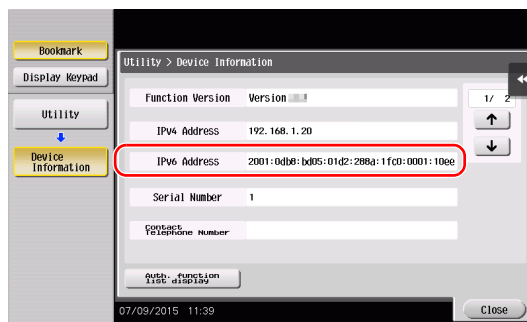 Bookmark
Display Keypad
Utility
Device
Information
Utility > Device Information
Function Version Version
1/ 2
IPv4 Address 192.168.1.20
IPv6 Address 2001:0db8:bd05:01d2:288a:1fc0:0001:10ee
Serial Number 1
Contact
Telephone Number
Auth. function
list display
07/09/2015 11:39
Close